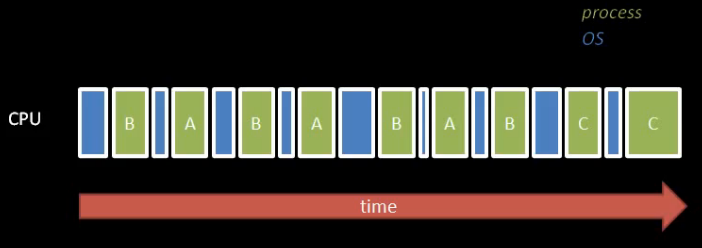 process
OS
CPU
B A B A B A B C C
time